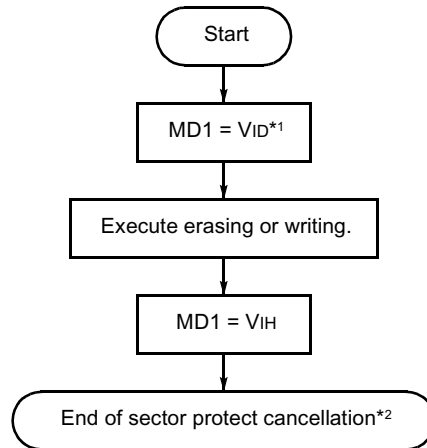 Start
MD1 = VID*1
Execute erasing or writing.
MD1 = VIH
End of sector protect cancellation*2